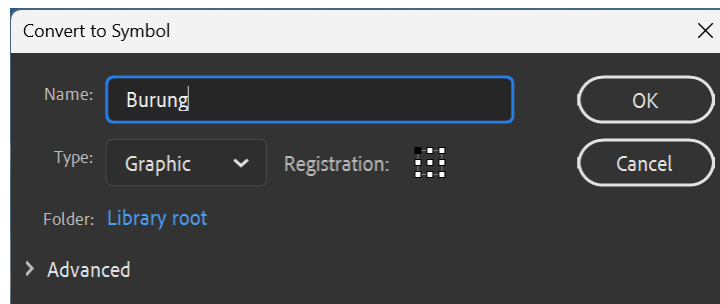 Convert to Symbol
Name: Burung OK
Type: Graphic Registration: Cancel
Folder: Library root
Advanced